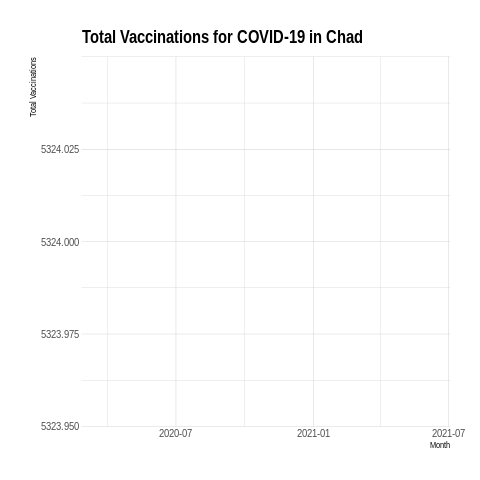 Total Vaccinations for COVID-19 in Chad
Total Vaccinations
5324.025
5324.000
5323.975
5323.950
2020-07 2021-01 2021-07
Month